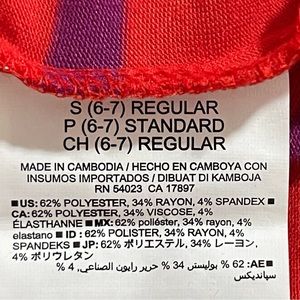 S (6-7) REGULAR
P (6-7) STANDARD
CH (6-7) REGULAR
MADE IN CAMBODIA / HECHO EN CAMBOYA CON
INSUMOS IMPORTADOS / DIBUAT DI KAMBOJA
RN 54023 CA 17897
■ US: 62% POLYESTER, 34% RAYON, 4% SPANDEX ■
CA: 62% POLYESTER, 34% VISCOSE, 4%
ÉLASTHANNE ■ MX: 62% poliéster, 34% rayon, 4%
elastano ■ ID : 62% POLISTER, 34% RAYON, 4%
SPANDEKS ■ JP: 62% ポリエステル, 34% レーヨン,
4% ポリウレタン
■ AE: 62 % بوليستر, 34 % حرير رايون الصناعي, 4 %
سپانديكس